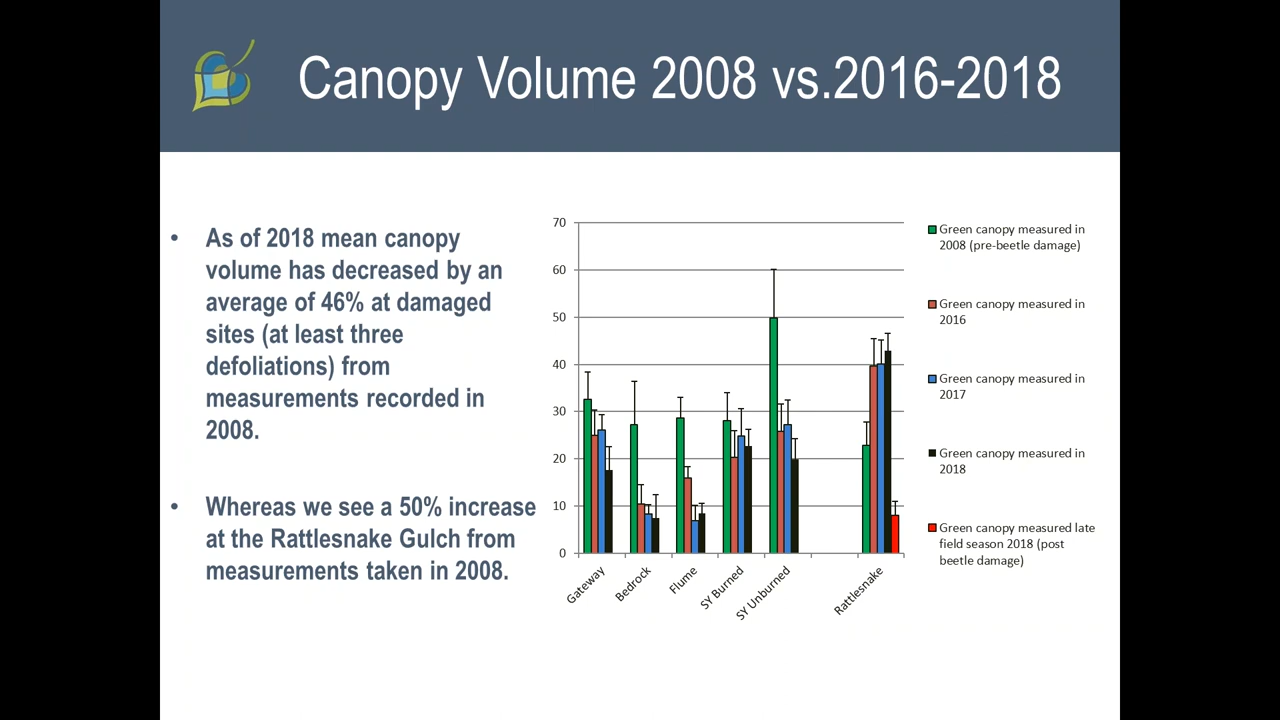 Canopy Volume 2008 vs.2016-2018
• As of 2018 mean canopy
volume has decreased by an
average of 46% at damaged
sites (at least three
defoliations) from
measurements recorded in
2008.
• Whereas we see a 50% increase
at the Rattlesnake Gulch from
measurements taken in 2008.
70
60
50
40
30
20
10
0
Gateway
Bedrock
Flume
SY Burned
SY Unburned
Rattlesnake
Green canopy measured in
2008 (pre-beetle damage)
Green canopy measured in
2016
Green canopy measured in
2017
Green canopy measured in
2018
Green canopy measured late
field season 2018 (post
beetle damage)